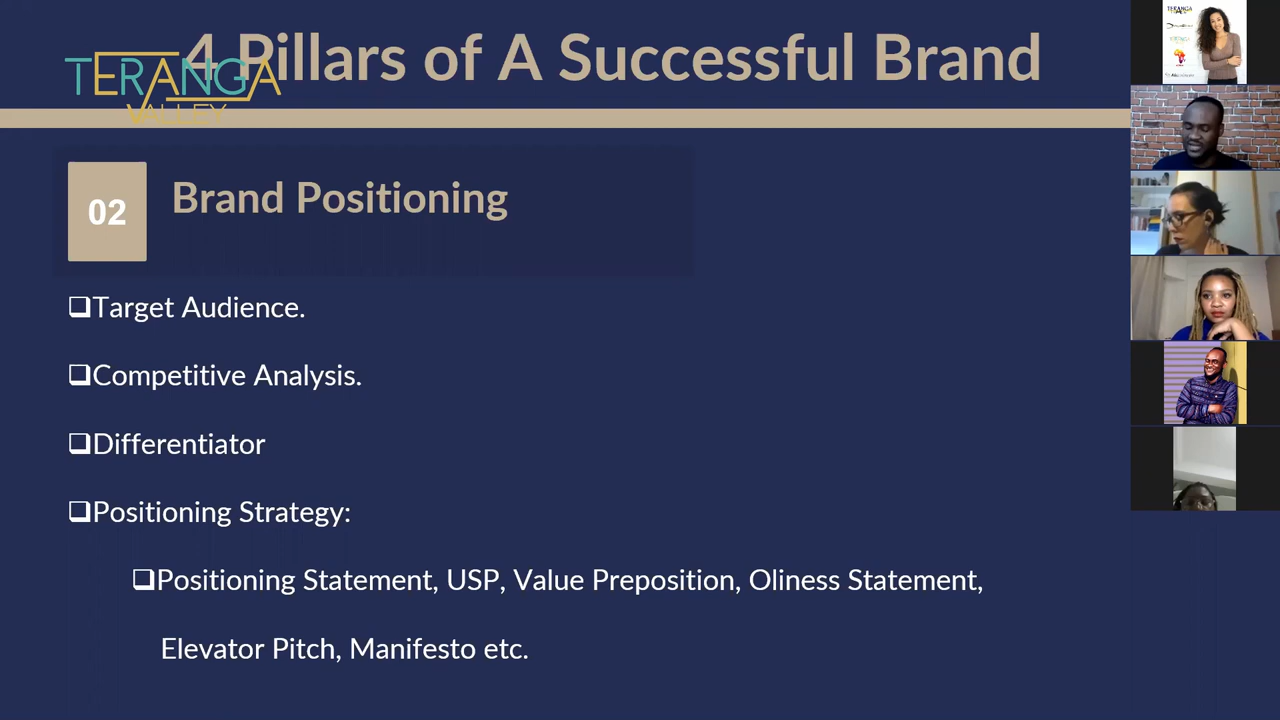 4 Pillars of A Successful Brand
TERANGA
VALLEY
02
Brand Positioning
❑Target Audience.
❑Competitive Analysis.
❑Differentiator
❑Positioning Strategy:
❑Positioning Statement, USP, Value Preposition, Oliness Statement,
Elevator Pitch, Manifesto etc.
TERANGA